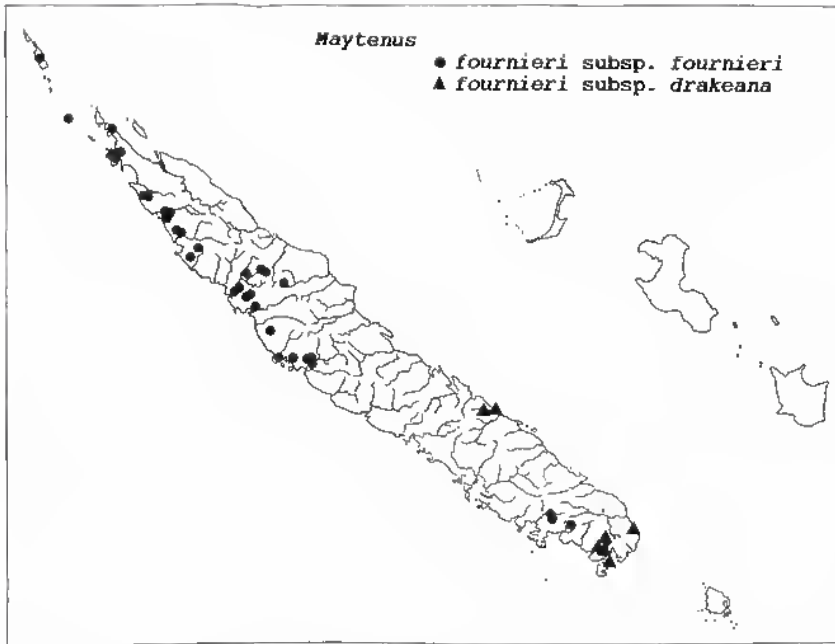 Maytenus
● fournieri subsp. fournieri
▲ fournieri subsp. drakeana